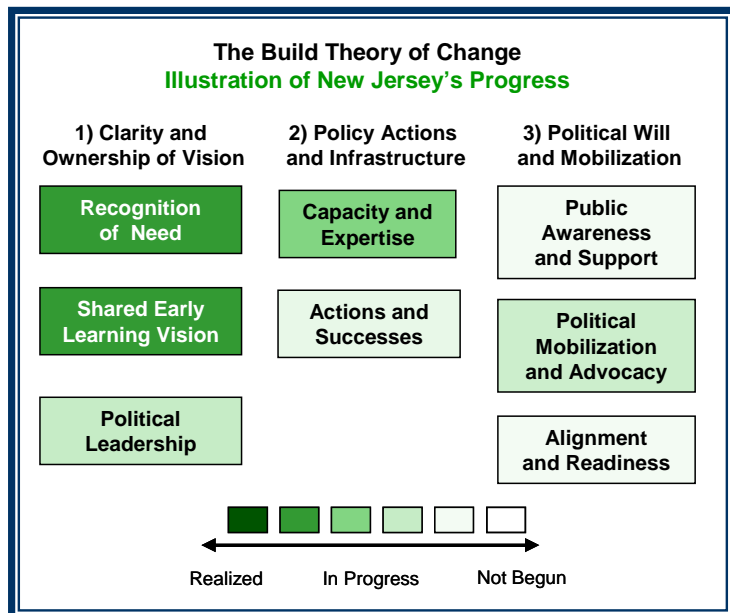 The Build Theory of Change
Illustration of New Jersey's Progress
1) Clarity and
Ownership of Vision
Recognition
of Need
Shared Early
Learning Vision
Political
Leadership
2) Policy Actions
and Infrastructure
Capacity and
Expertise
Actions and
Successes
3) Political Will
and Mobilization
Public
Awareness
and Support
Political
Mobilization
and Advocacy
Alignment
and Readiness
Realized
In Progress
Not Begun